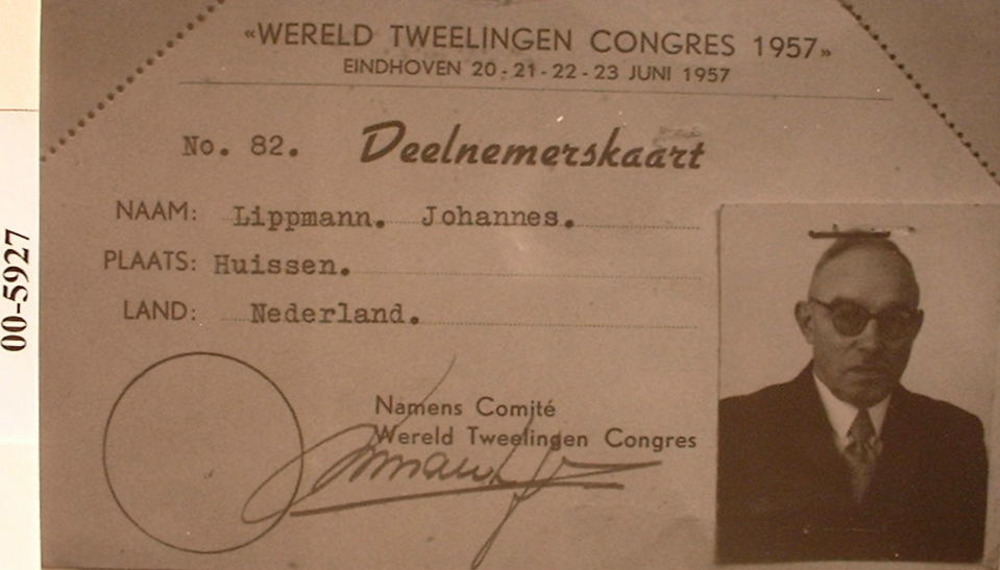 «WERELD TWEELINGEN CONGRES 1957»
EINDHOVEN 20-21-22-23 JUNI 1957
No. 82. Deelnemerskaart
NAAM: Lippmann. Johannes.
PLAATS: Huissen.
LAND: Nederland.
Namens Comité
Wereld Tweelingen Congres
00-5927